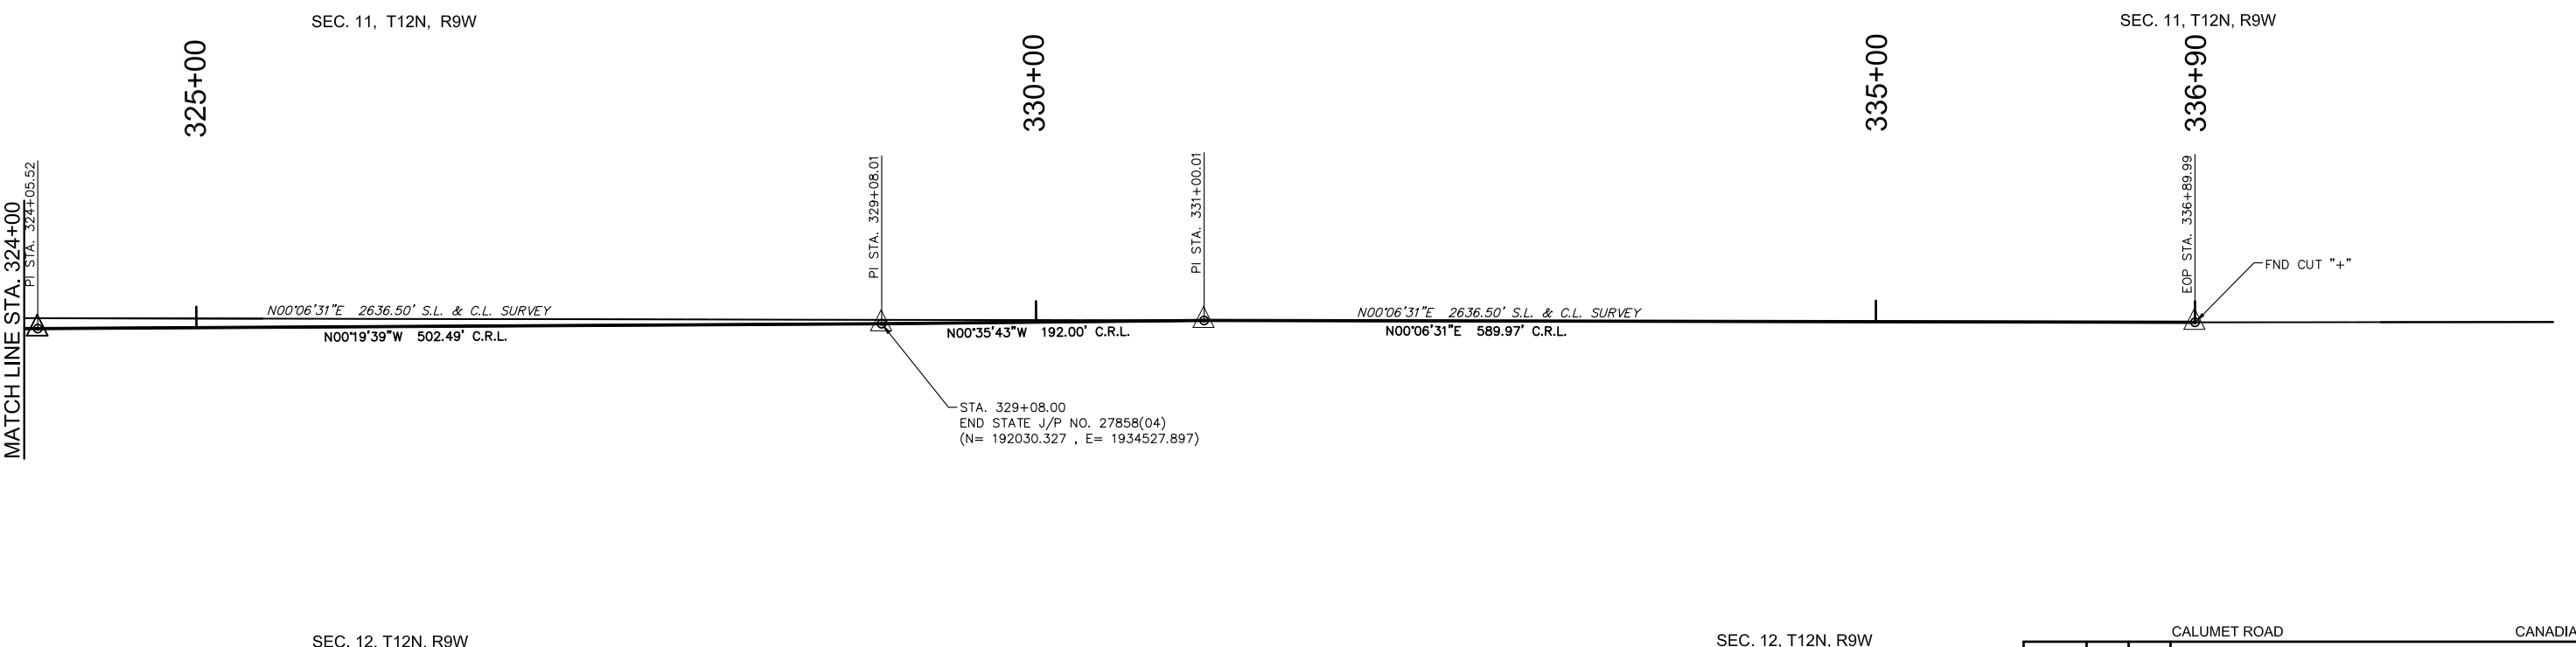 SEC. 11, T12N, R9W
SEC. 11, T12N, R9W
325+00
330+00
335+00
336+90
MATCH LINE STA. 324+00
PI STA. 324+05.52
PI STA. 329+08.01
PI STA. 331+00.01
EOP STA. 336+89.99
FND CUT "+"
N00°06'31"E 2636.50' S.L. & C.L. SURVEY
N00°06'31"E 2636.50' S.L. & C.L. SURVEY
N00°19'39"W 502.49' C.R.L.
N00°35'43"W 192.00' C.R.L.
N00°06'31"E 589.97' C.R.L.
STA. 329+08.00
END STATE J/P NO. 27858(04)
(N= 192030.327 , E= 1934527.897)
SEC. 12, T12N, R9W
SEC. 12, T12N, R9W
CALUMET ROAD
CANADIA